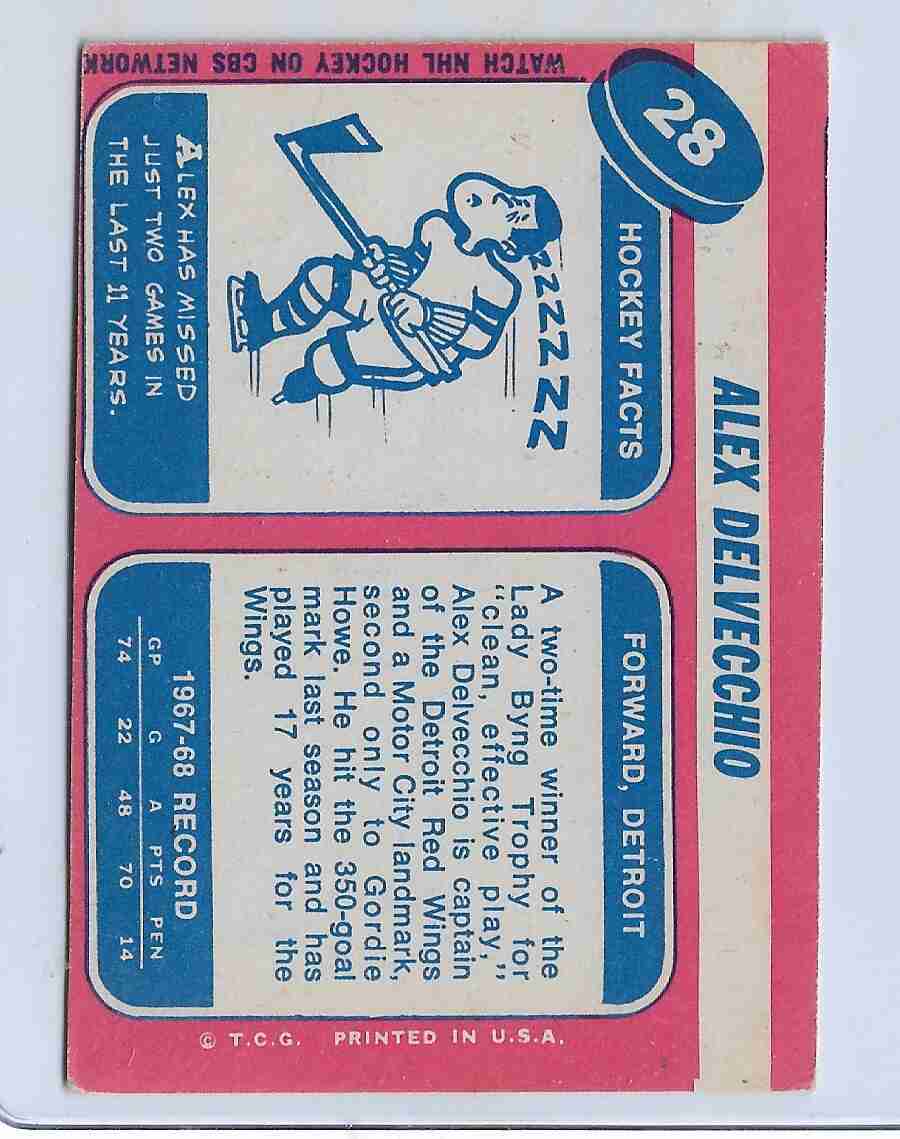 28
ALEX DELVECCHIO
WATCH NHL HOCKEY ON CBS NETWORK
HOCKEY FACTS
ZZZZZZ
ALEX HAS MISSED
JUST TWO GAMES IN
THE LAST 11 YEARS.
FORWARD, DETROIT
A two-time winner of the
Lady Byng Trophy for
"clean, effective play,"
Alex Delvecchio is captain
of the Detroit Red Wings
and a Motor City landmark,
second only to Gordie
Howe. He hit the 350-goal
mark last season and has
played 17 years for the
Wings.
1967-68 RECORD
GP G A PTS PEN
74 22 48 70 14
© T.C.G. PRINTED IN U.S.A.